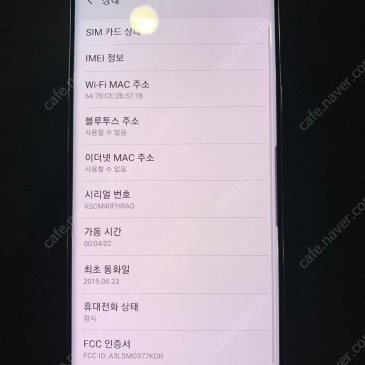 상태
SIM 카드 상태
IMEI 정보
Wi-Fi MAC 주소
64:7B:CE:2B:57:18
블루투스 주소
사용할 수 없음
이더넷 MAC 주소
사용할 수 없음
시리얼 번호
R3CM40FHRAD
가동 시간
00:04:02
최초 통화일
2019.06.23
휴대전화 상태
정식
FCC 인증서
FCC ID: A3LSMG977KOR
cafe.naver.com